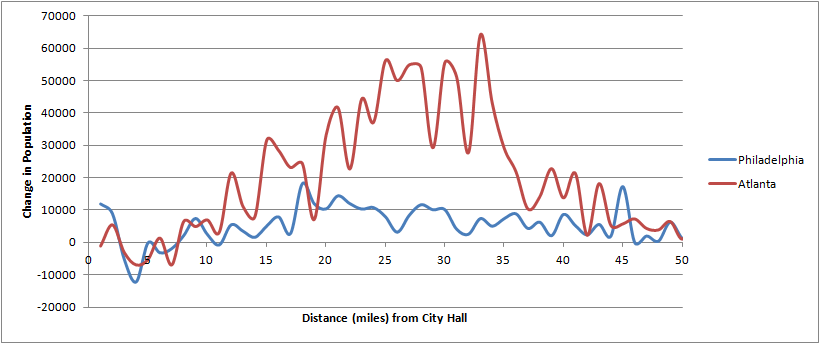 70000
60000
50000
40000
30000
20000
10000
0
-10000
-20000
Change in Population
0 5 10 15 20 25 30 35 40 45 50
Distance (miles) from City Hall
Philadelphia
Atlanta